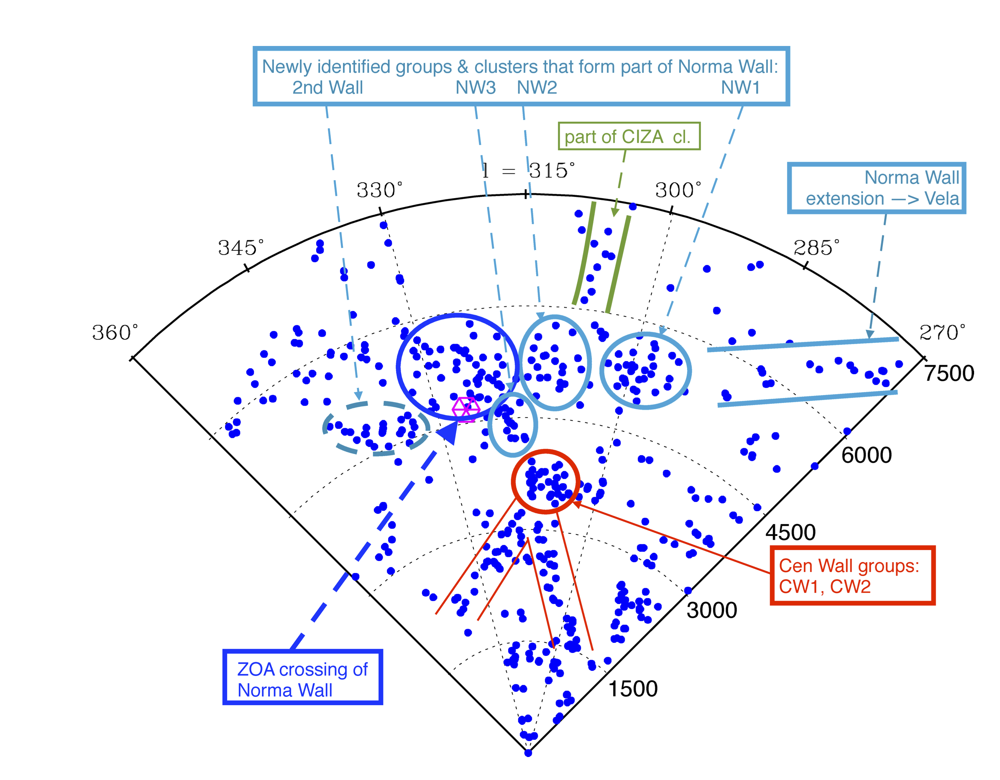 Newly identified groups & clusters that form part of Norma Wall:
2nd Wall NW3 NW2 NW1
part of CIZA cl.
l = 315°
330°
300°
Norma Wall
extension —> Vela
345°
285°
360°
270°
7500
6000
4500
Cen Wall groups:
CW1, CW2
3000
ZOA crossing of
Norma Wall
1500